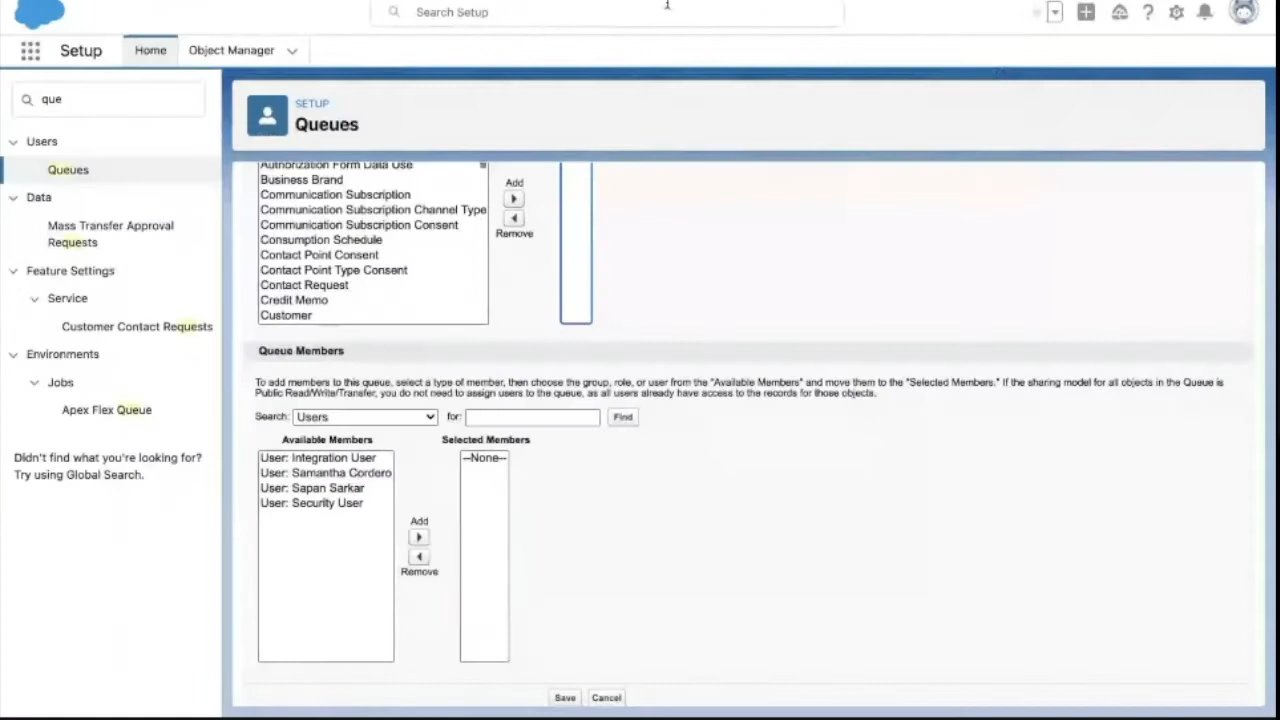 Search Setup
Setup
Home
Object Manager
que
Users
Queues
Data
Mass Transfer Approval
Requests
Feature Settings
Service
Customer Contact Requests
Environments
Jobs
Apex Flex Queue
Didn't find what you're looking for?
Try using Global Search.
SETUP
Queues
Authorization Form Data Use
Business Brand
Communication Subscription
Communication Subscription Channel Type
Communication Subscription Consent
Consumption Schedule
Contact Point Consent
Contact Point Type Consent
Contact Request
Credit Memo
Customer
Add
Remove
Queue Members
To add members to this queue, select a type of member, then choose the group, role, or user from the "Available Members" and move them to the "Selected Members." If the sharing model for all objects in the Queue is
Public Read/Write/Transfer, you do not need to assign users to the queue, as all users already have access to the records for those objects.
Search: Users for: Find
Available Members
Selected Members
User: Integration User
User: Samantha Cordero
User: Sapan Sarkar
User: Security User
Add
Remove
--None--
Save Cancel